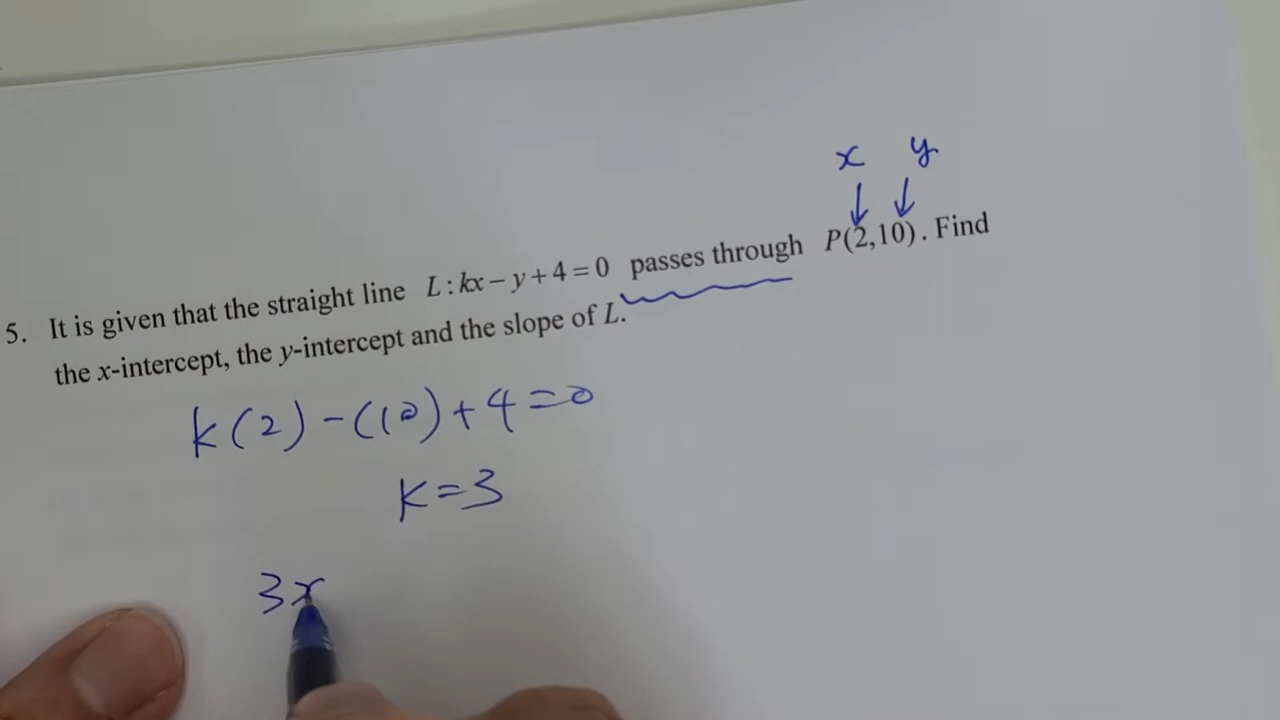 x y
5. It is given that the straight line L : kx − y + 4 = 0 passes through P(2,10). Find
the x-intercept, the y-intercept and the slope of L.
k(2) - (10) + 4 = 0
k = 3
3x